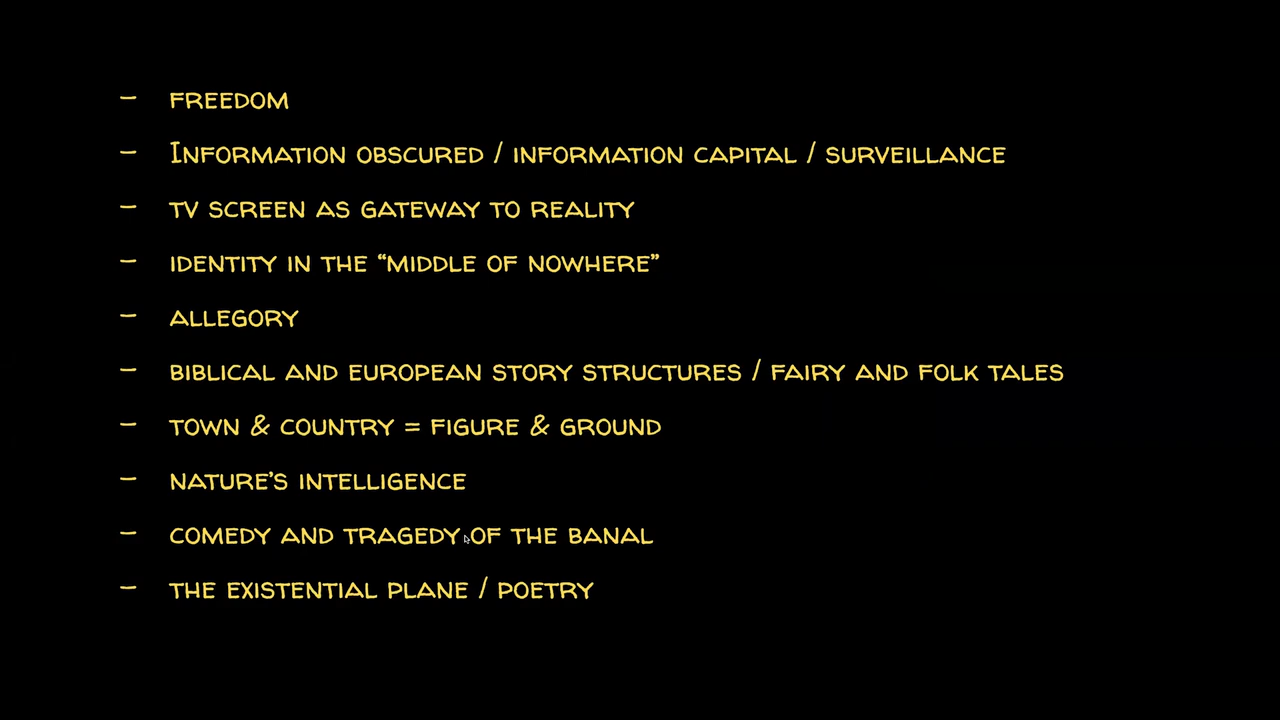 - FREEDOM
- INFORMATION OBSCURED / INFORMATION CAPITAL / SURVEILLANCE
- TV SCREEN AS GATEWAY TO REALITY
- IDENTITY IN THE “MIDDLE OF NOWHERE”
- ALLEGORY
- BIBLICAL AND EUROPEAN STORY STRUCTURES / FAIRY AND FOLK TALES
- TOWN & COUNTRY = FIGURE & GROUND
- NATURE’S INTELLIGENCE
- COMEDY AND TRAGEDY OF THE BANAL
- THE EXISTENTIAL PLANE / POETRY